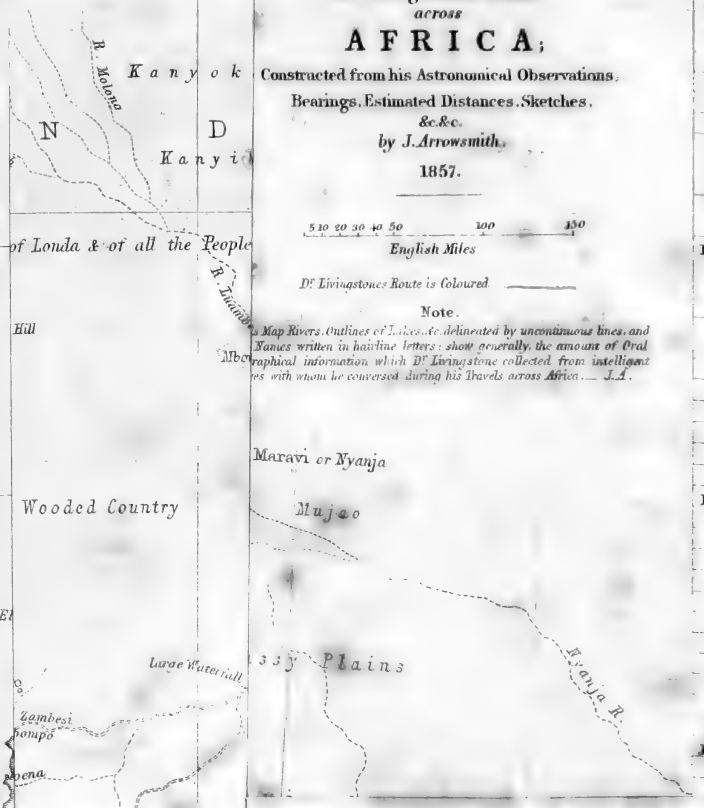 across
AFRICA;
Constructed from his Astronomical Observations,
Bearings, Estimated Distances, Sketches,
&c. &c.
by J. Arrowsmith.
1857.
5 10 20 30 40 50 100 150
English Miles
Dr. Livingstones Route is Coloured
Note.
Map Rivers, Outlines of Lakes, &c. delineated by uncontinuous lines, and
Names written in hairline letters: show generally, the amount of Oral
raphical information which Dr. Livingstone collected from intelligent
es with whom he conversed during his Travels across Africa.__ J.A.
R. Molona
Kanyok
N D
Kanyi
of Londa & of all the People
Hill
Maravi or Nyanja
Wooded Country
Mujao
Large Waterfall
ssy Plains
Nyanja R.
Zambesi